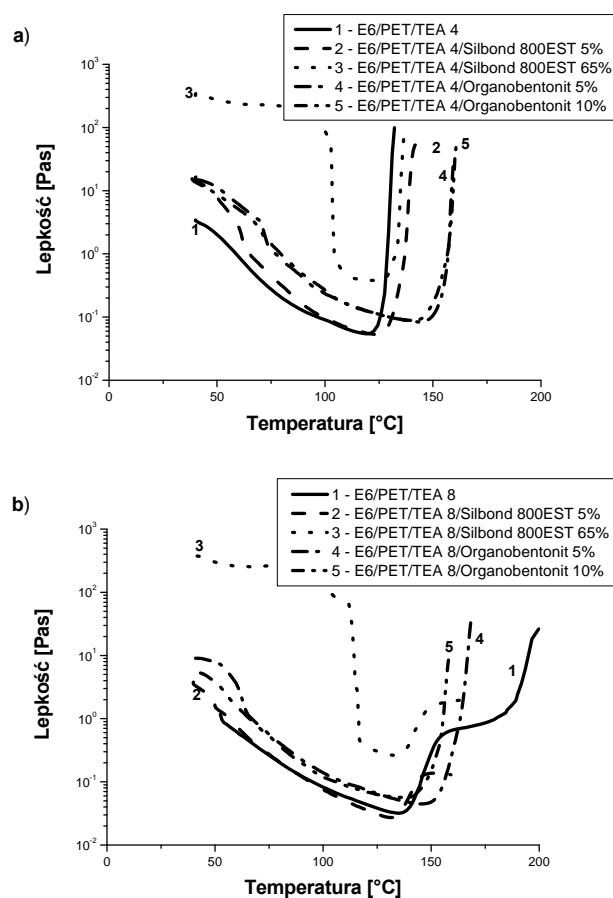 a)
1 - E6/PET/TEA 4
2 - E6/PET/TEA 4/Silbond 800EST 5%
3 - E6/PET/TEA 4/Silbond 800EST 65%
4 - E6/PET/TEA 4/Organobentonit 5%
5 - E6/PET/TEA 4/Organobentonit 10%
10³
10²
10¹
10⁰
10⁻¹
10⁻²
Lepkość [Pas]
3
1
2
5
4
0 50 100 150 200
Temperatura [°C]
b)
1 - E6/PET/TEA 8
2 - E6/PET/TEA 8/Silbond 800EST 5%
3 - E6/PET/TEA 8/Silbond 800EST 65%
4 - E6/PET/TEA 8/Organobentonit 5%
5 - E6/PET/TEA 8/Organobentonit 10%
10³
10²
10¹
10⁰
10⁻¹
10⁻²
Lepkość [Pas]
3
2
5
4
1
0 50 100 150 200
Temperatura [°C]